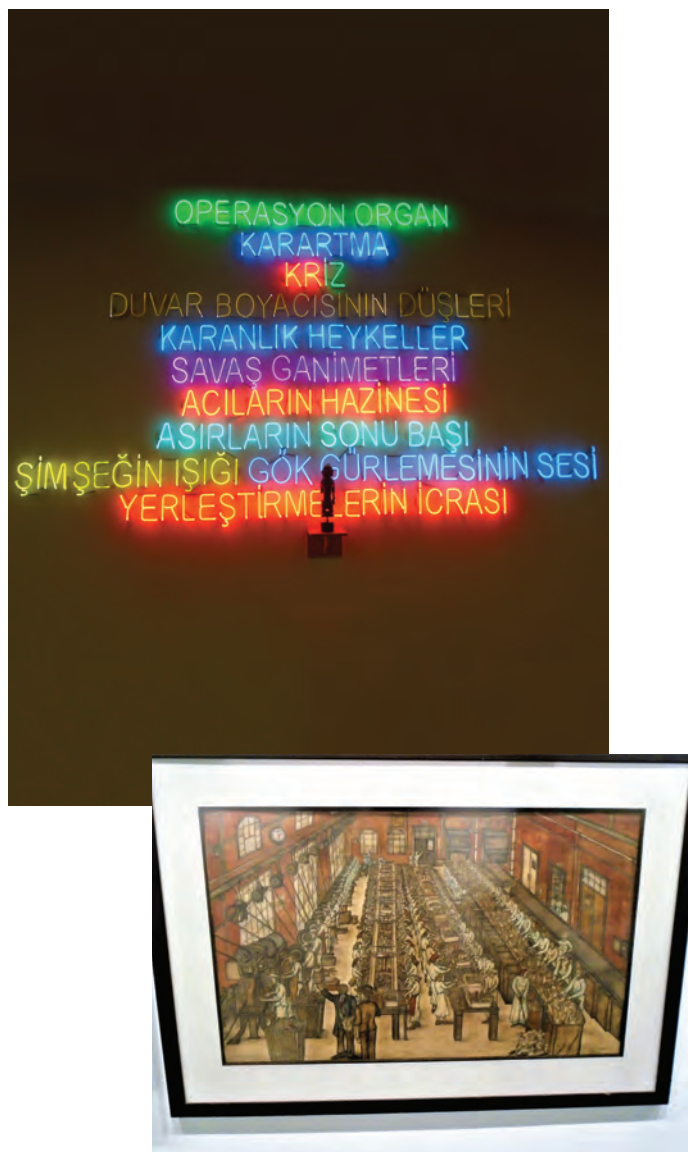 OPERASYON ORGAN
KARARTMA
KRİZ
DUVAR BOYACISININ DÜŞLERİ
KARANLIK HEYKELLER
SAVAŞ GANİMETLERİ
ACILARIN HAZİNESİ
ASIRLARIN SONU BAŞI
ŞİMŞEĞİN IŞIĞI GÖK GÜRLEMESİNİN SESİ
YERLEŞTİRMELERİN İCRASI